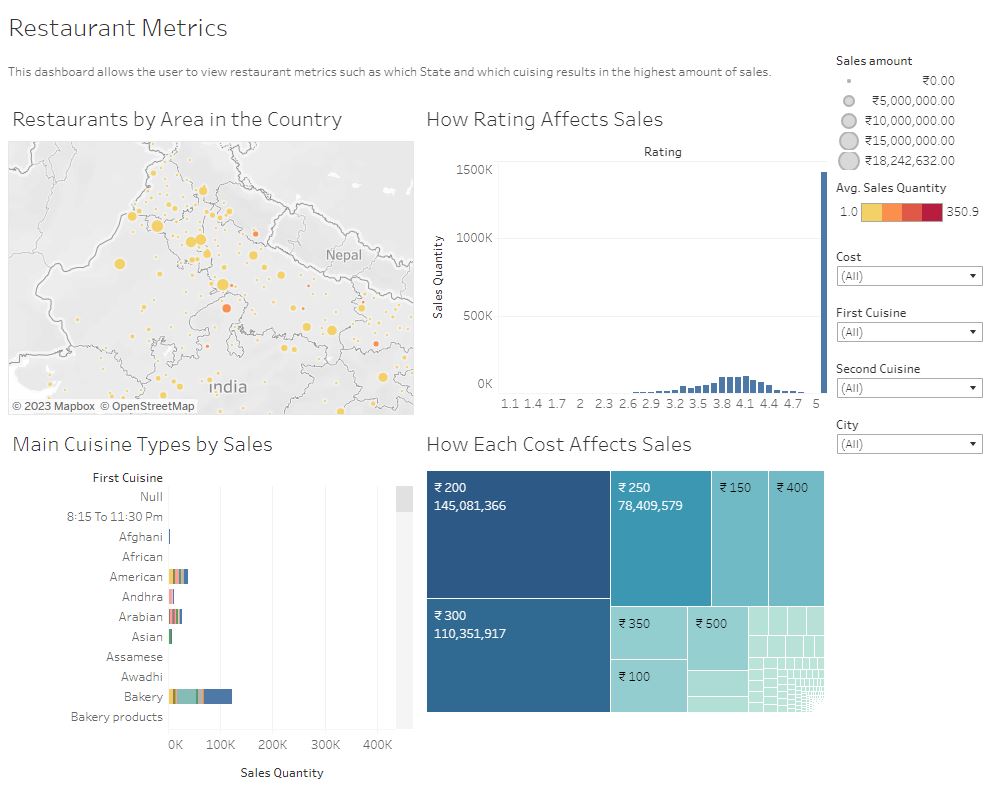 Restaurant Metrics
This dashboard allows the user to view restaurant metrics such as which State and which cuising results in the highest amount of sales.
Restaurants by Area in the Country
Nepal
India
© 2023 Mapbox © OpenStreetMap
How Rating Affects Sales
Rating
Sales Quantity
1500K
1000K
500K
0K
1.1 1.4 1.7 2 2.3 2.6 2.9 3.2 3.5 3.8 4.1 4.4 4.7 5
Sales amount
₹0.00
₹5,000,000.00
₹10,000,000.00
₹15,000,000.00
₹18,242,632.00
Avg. Sales Quantity
1.0 350.9
Cost
(All)
First Cuisine
(All)
Second Cuisine
(All)
City
(All)
Main Cuisine Types by Sales
First Cuisine
Null
8:15 To 11:30 Pm
Afghani
African
American
Andhra
Arabian
Asian
Assamese
Awadhi
Bakery
Bakery products
0K 100K 200K 300K 400K
Sales Quantity
How Each Cost Affects Sales
₹ 200
145,081,366
₹ 300
110,351,917
₹ 250
78,409,579
₹ 150
₹ 400
₹ 350
₹ 500
₹ 100